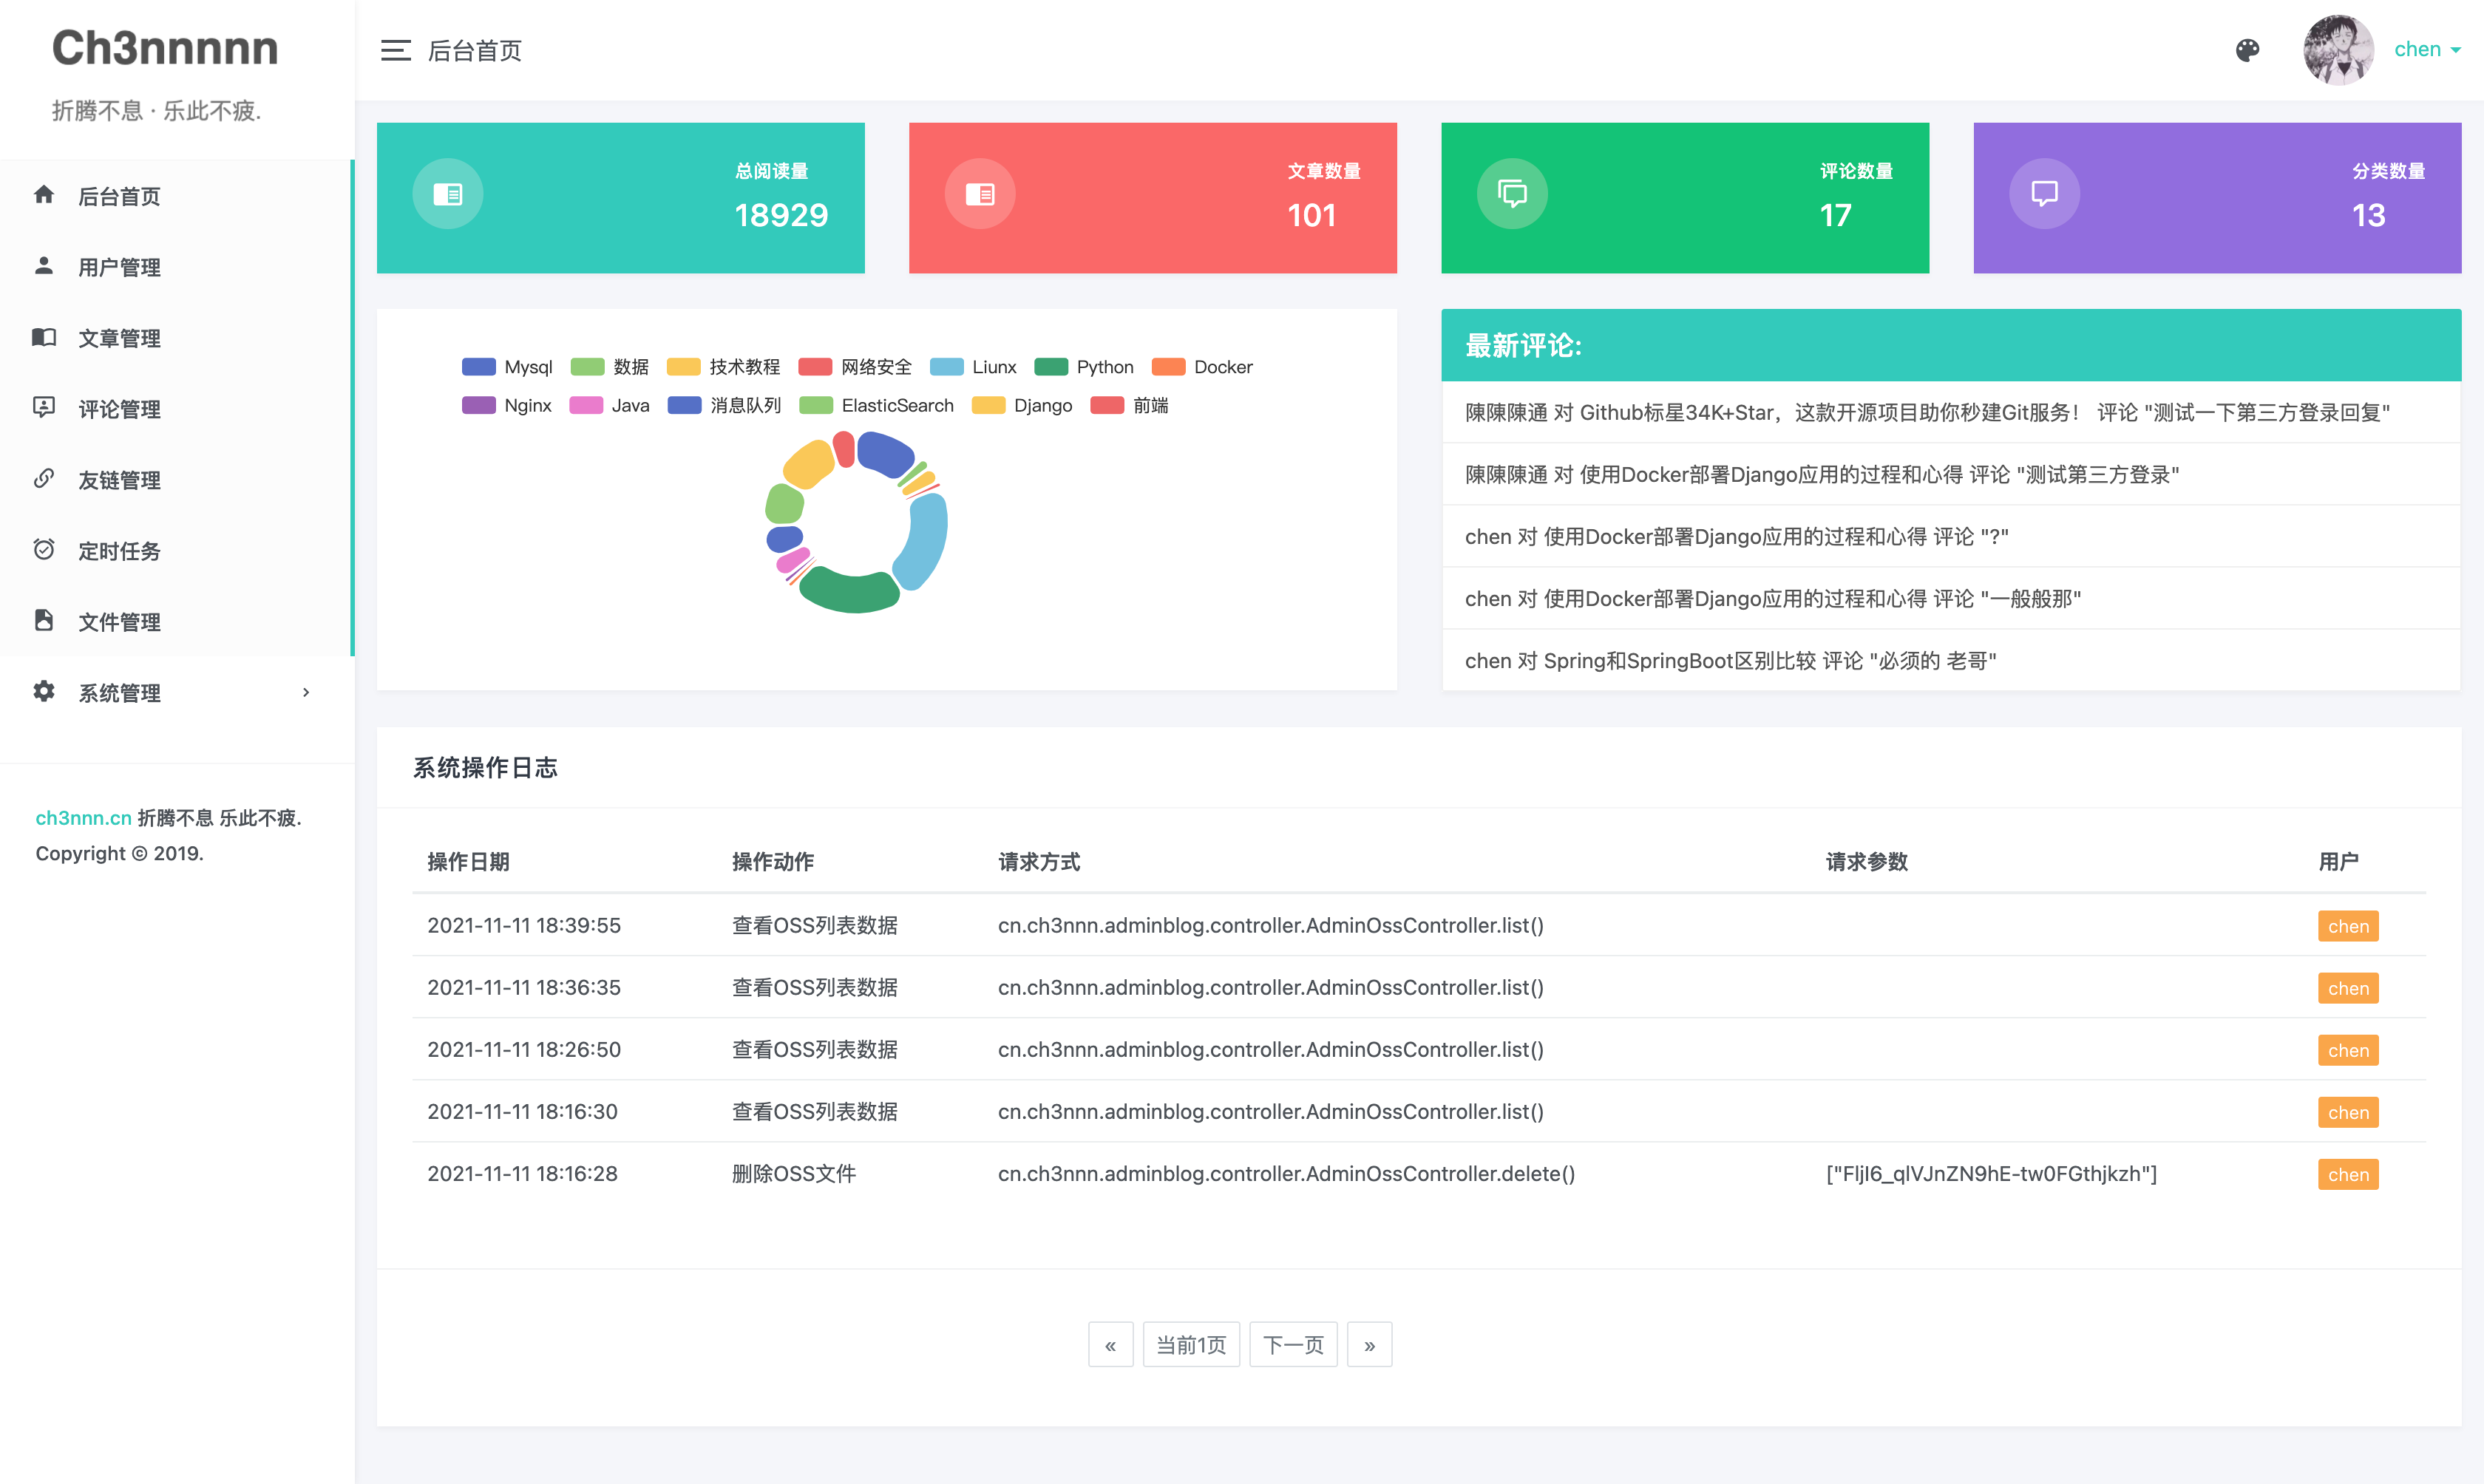 Ch3nnnnn
折腾不息 · 乐此不疲.
后台首页
用户管理
文章管理
评论管理
友链管理
定时任务
文件管理
系统管理
ch3nnn.cn 折腾不息 乐此不疲.
Copyright © 2019.
后台首页
chen
总阅读量
18929
文章数量
101
评论数量
17
分类数量
13
Mysql 数据 技术教程 网络安全 Liunx Python Docker
Nginx Java 消息队列 ElasticSearch Django 前端
最新评论:
陳陳陳通 对 Github标星34K+Star，这款开源项目助你秒建Git服务！ 评论 "测试一下第三方登录回复"
陳陳陳通 对 使用Docker部署Django应用的过程和心得 评论 "测试第三方登录"
chen 对 使用Docker部署Django应用的过程和心得 评论 "?"
chen 对 使用Docker部署Django应用的过程和心得 评论 "一般般那"
chen 对 Spring和SpringBoot区别比较 评论 "必须的 老哥"
系统操作日志
操作日期 操作动作 请求方式 请求参数 用户
2021-11-11 18:39:55 查看OSS列表数据 cn.ch3nnn.adminblog.controller.AdminOssController.list() chen
2021-11-11 18:36:35 查看OSS列表数据 cn.ch3nnn.adminblog.controller.AdminOssController.list() chen
2021-11-11 18:26:50 查看OSS列表数据 cn.ch3nnn.adminblog.controller.AdminOssController.list() chen
2021-11-11 18:16:30 查看OSS列表数据 cn.ch3nnn.adminblog.controller.AdminOssController.list() chen
2021-11-11 18:16:28 删除OSS文件 cn.ch3nnn.adminblog.controller.AdminOssController.delete() ["FljI6_qlVJnZN9hE-tw0FGthjkzh"] chen
« 当前1页 下一页 »